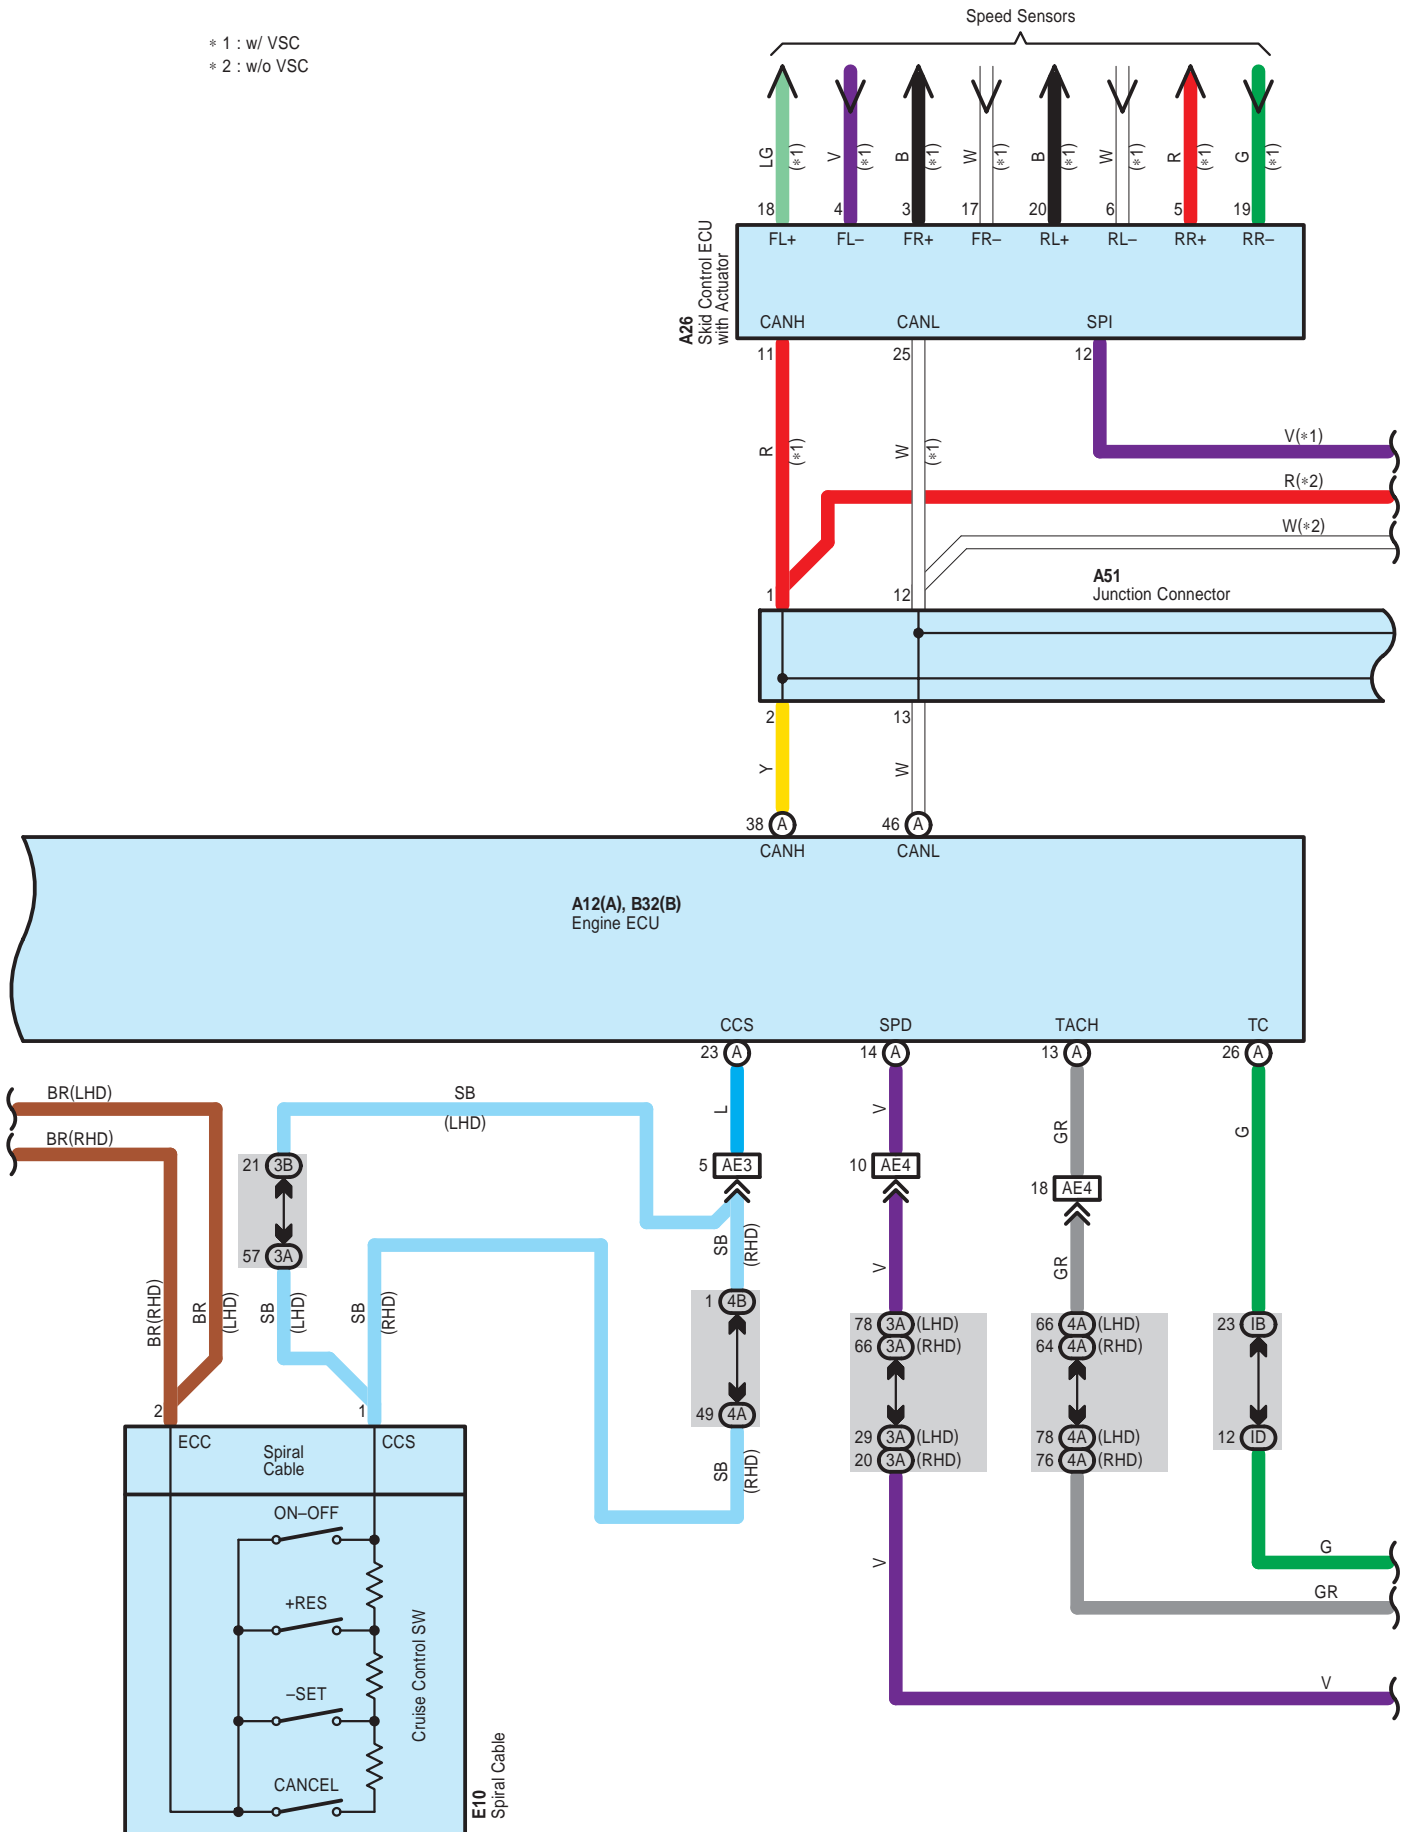 Speed Sensors
* 1 : w/ VSC
* 2 : w/o VSC
LG (*1)
V (*1)
B (*1)
W (*1)
B (*1)
W (*1)
R (*1)
G (*1)
18 4 3 17 20 6 5 19
FL+ FL– FR+ FR– RL+ RL– RR+ RR–
A26
Skid Control ECU
with Actuator
CANH CANL SPI
11 25 12
R (*1)
W (*1)
V(*1)
R(*2)
W(*2)
A51
Junction Connector
1 12
2 13
Y W
38 A 46 A
CANH CANL
A12(A), B32(B)
Engine ECU
CCS SPD TACH TC
23 A 14 A 13 A 26 A
BR(LHD)
BR(RHD)
SB
(LHD)
L V GR G
21 3B
57 3A
5 AE3
10 AE4
18 AE4
SB (RHD)
V
GR
BR(RHD)
BR (LHD)
SB (LHD)
SB (RHD)
1 4B
49 4A
78 3A (LHD)
66 3A (RHD)
29 3A (LHD)
20 3A (RHD)
66 4A (LHD)
64 4A (RHD)
78 4A (LHD)
76 4A (RHD)
23 IB
12 ID
SB (RHD)
V
G
GR
V
2 1
ECC CCS
Spiral
Cable
ON–OFF
+RES
–SET
CANCEL
Cruise Control SW
E10
Spiral Cable